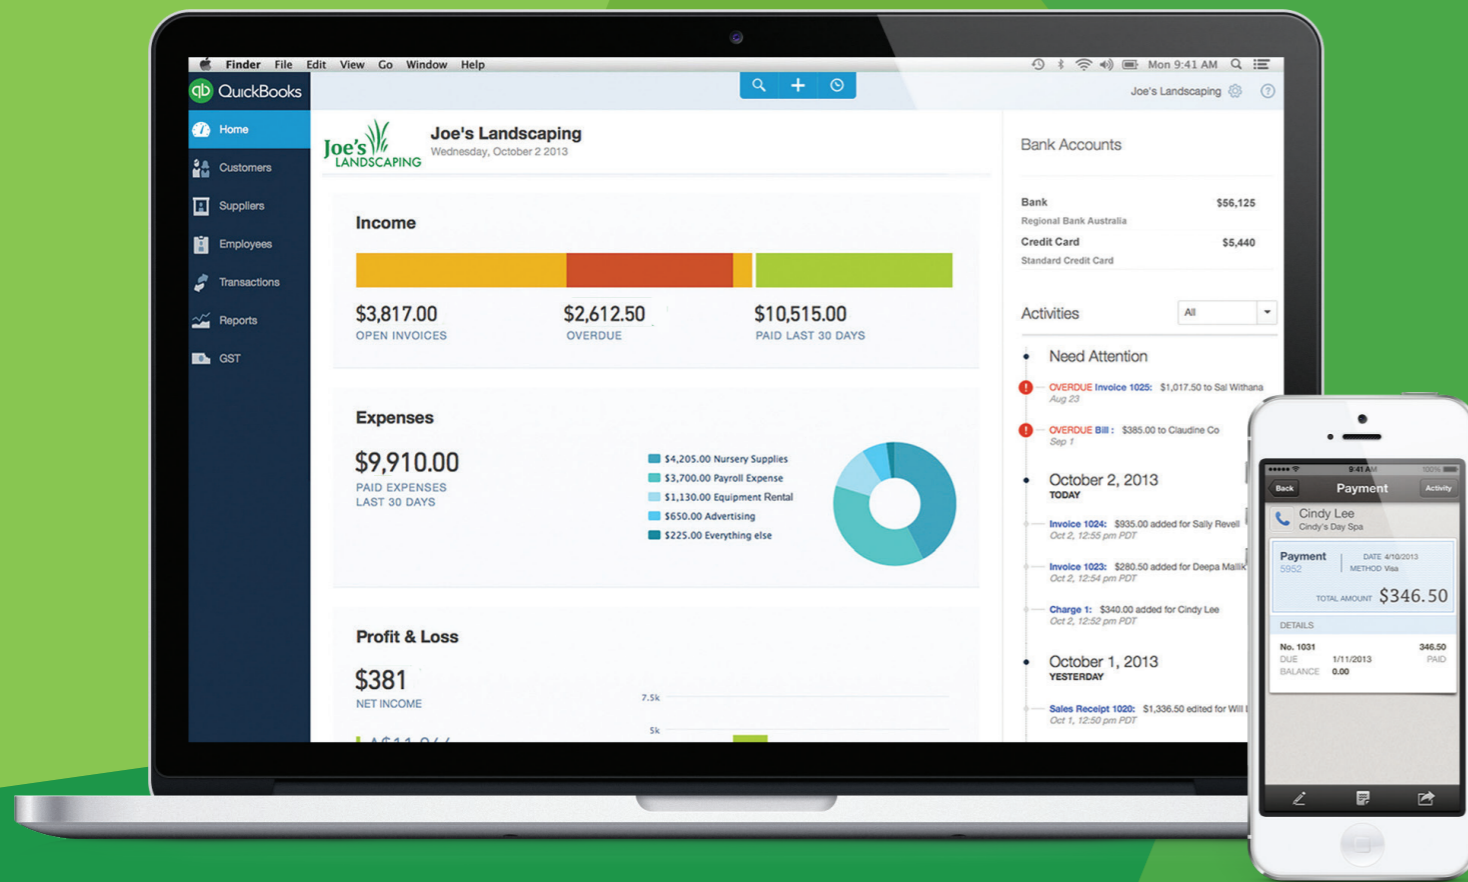 Finder File Edit View Go Window Help
Mon 9:41 AM
qb QuickBooks
Joe's Landscaping
?
Home
Customers
Suppliers
Employees
Transactions
Reports
GST
Joe's
LANDSCAPING
Joe's Landscaping
Wednesday, October 2 2013
Income
$3,817.00 $2,612.50 $10,515.00
OPEN INVOICES OVERDUE PAID LAST 30 DAYS
Expenses
$9,910.00
PAID EXPENSES
LAST 30 DAYS
$4,205.00 Nursery Supplies
$3,700.00 Payroll Expense
$1,130.00 Equipment Rental
$650.00 Advertising
$225.00 Everything else
Profit & Loss
$381
NET INCOME
7.5k
5k
Bank Accounts
Bank $56,125
Regional Bank Australia
Credit Card $5,440
Standard Credit Card
Activities All
Need Attention
OVERDUE Invoice 1025: $1,017.50 to Sal Withana
Aug 23
OVERDUE Bill : $385.00 to Claudine Co
Sep 1
October 2, 2013
TODAY
Invoice 1024: $935.00 added for Sally Revell
Oct 2, 12:55 pm PDT
Invoice 1023: $280.50 added for Deepa Mallik
Oct 2, 12:54 pm PDT
Charge 1: $340.00 added for Cindy Lee
Oct 2, 12:52 pm PDT
October 1, 2013
YESTERDAY
Sales Receipt 1020: $1,336.50 edited for Will
Oct 1, 12:50 pm PDT
9:41 AM 100%
Back Payment Activity
Cindy Lee
Cindy's Day Spa
Payment DATE 4/10/2013
5952 METHOD Visa
TOTAL AMOUNT $346.50
DETAILS
No. 1031 346.50
DUE 1/11/2013 PAID
BALANCE 0.00